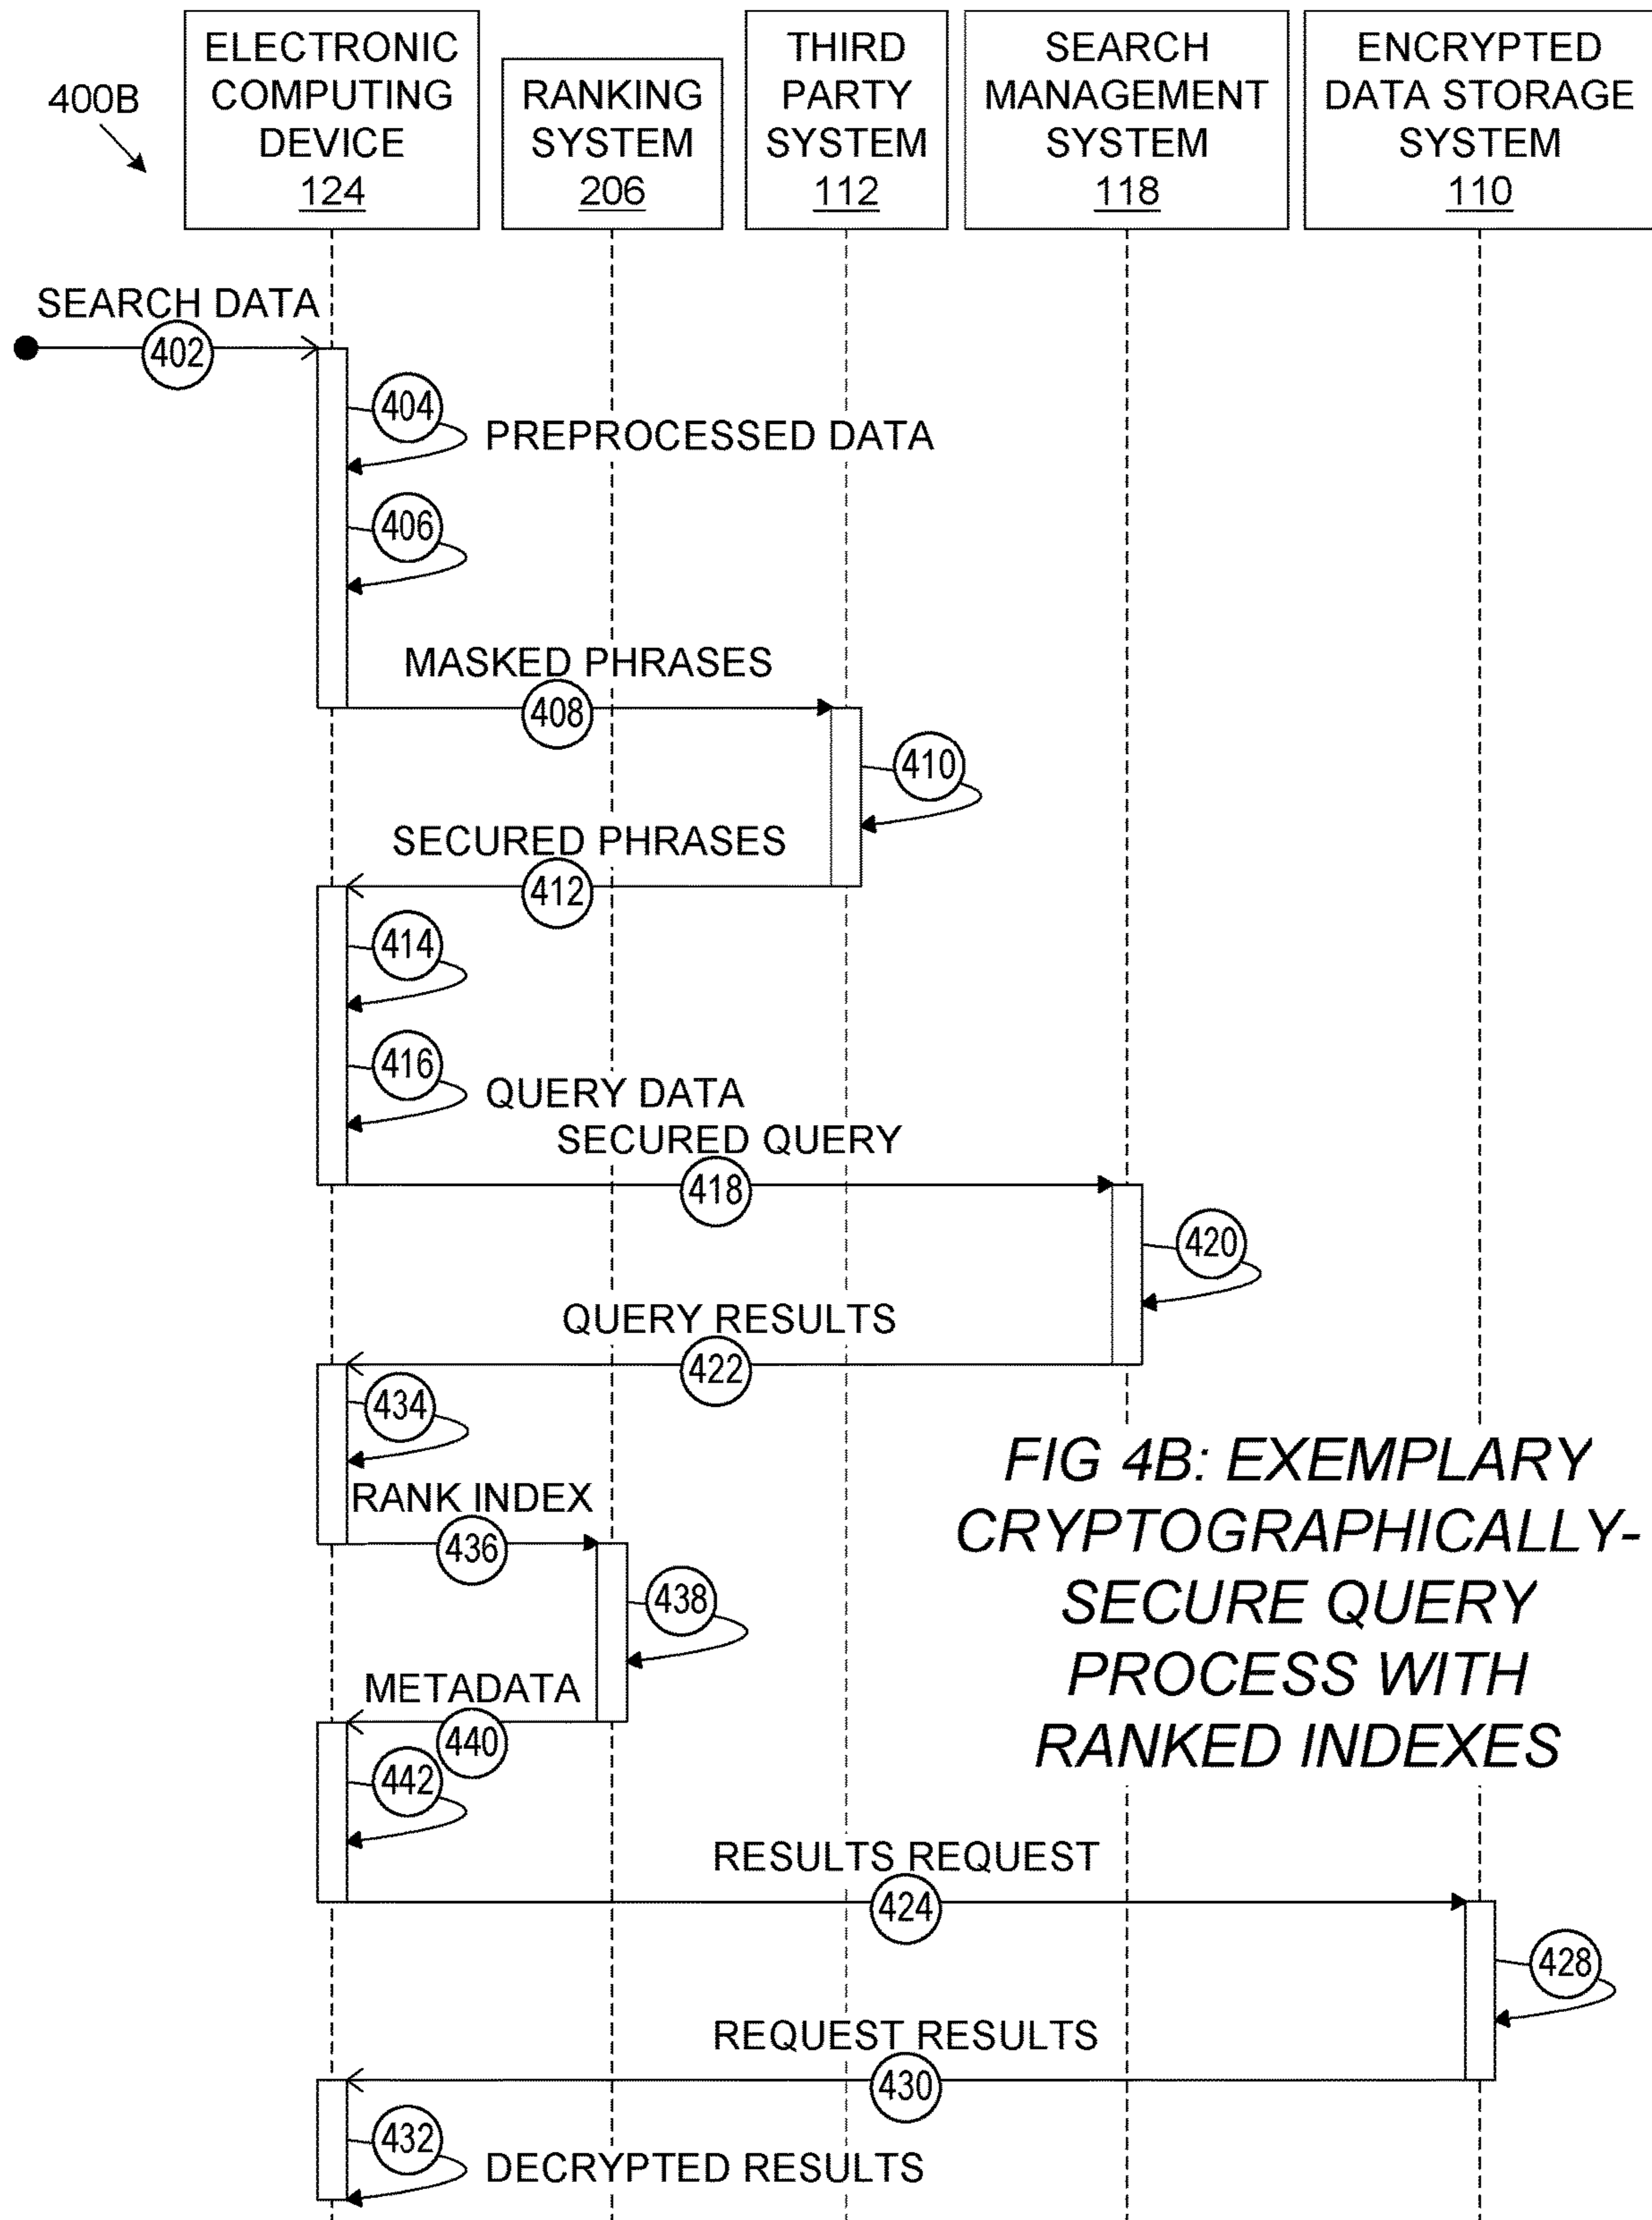 400B
ELECTRONIC
COMPUTING
DEVICE
124
RANKING
SYSTEM
206
THIRD
PARTY
SYSTEM
112
SEARCH
MANAGEMENT
SYSTEM
118
ENCRYPTED
DATA STORAGE
SYSTEM
110
SEARCH DATA
402
404
PREPROCESSED DATA
406
MASKED PHRASES
408
410
SECURED PHRASES
412
414
416
QUERY DATA
SECURED QUERY
418
420
QUERY RESULTS
422
434
RANK INDEX
436
438
METADATA
440
442
FIG 4B: EXEMPLARY
CRYPTOGRAPHICALLY-
SECURE QUERY
PROCESS WITH
RANKED INDEXES
RESULTS REQUEST
424
428
REQUEST RESULTS
430
432
DECRYPTED RESULTS